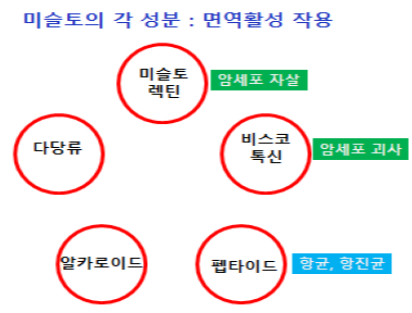 미슬토의 각 성분 : 면역활성 작용
미슬토
렉틴
암세포 자살
다당류
비스코
톡신
암세포 괴사
알카로이드
펩타이드
항균, 항진균